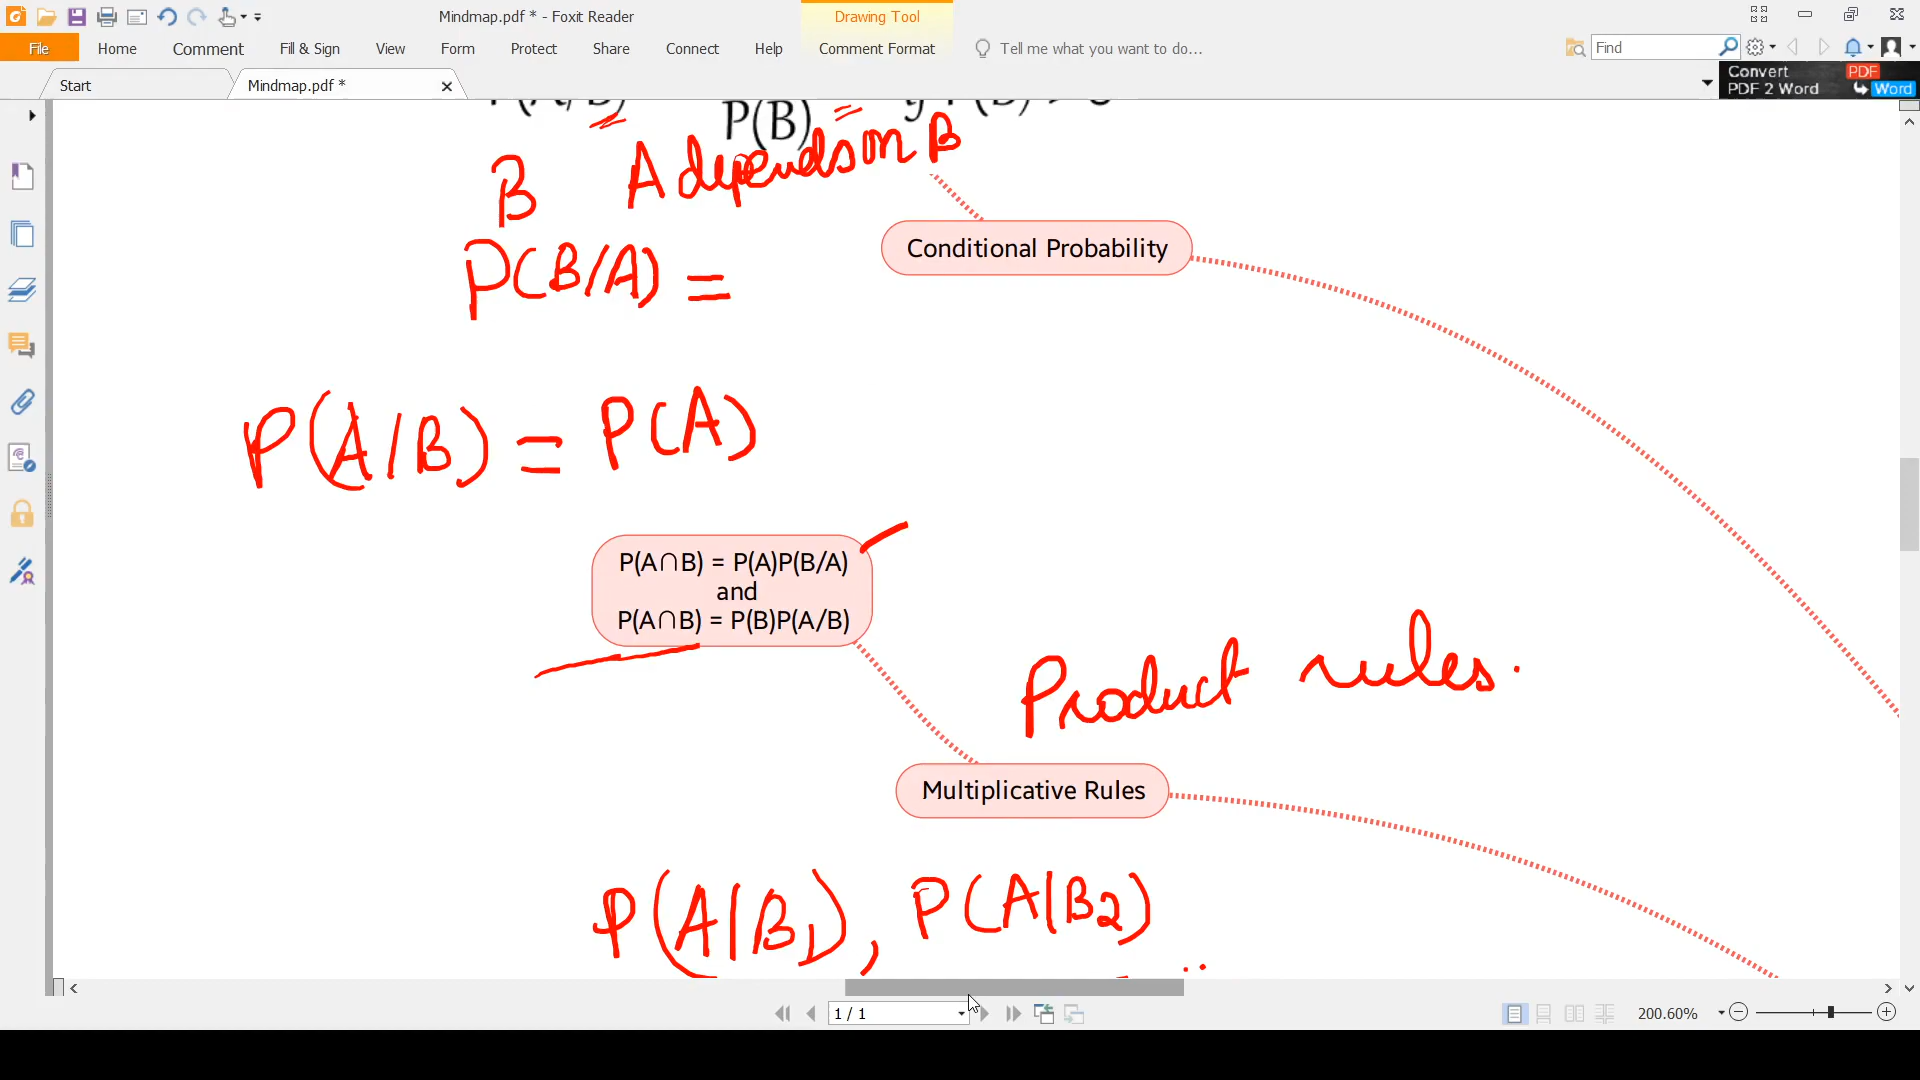 Mindmap.pdf * - Foxit Reader
Drawing Tool
File Home Comment Fill & Sign View Form Protect Share Connect Help Comment Format Tell me what you want to do... Find
Start Mindmap.pdf *
Convert PDF
PDF 2 Word Word
P(B)
B A depends on B
Conditional Probability
P(B/A) =
P(A/B) = P(A)
P(A∩B) = P(A)P(B/A)
and
P(A∩B) = P(B)P(A/B)
Product rules.
Multiplicative Rules
P(A|B1), P(A|B2)
1 / 1
200.60%